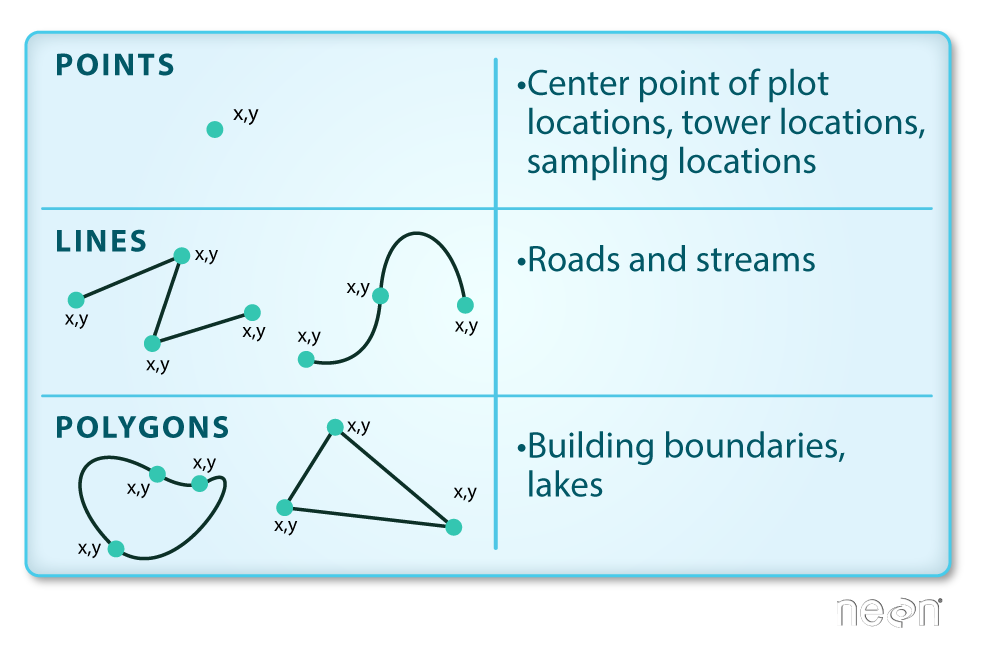 POINTS
x,y
•Center point of plot
locations, tower locations,
sampling locations
LINES
x,y
x,y
x,y
x,y
x,y
x,y
x,y
•Roads and streams
POLYGONS
x,y
x,y
x,y
x,y
x,y
x,y
•Building boundaries,
lakes
neon